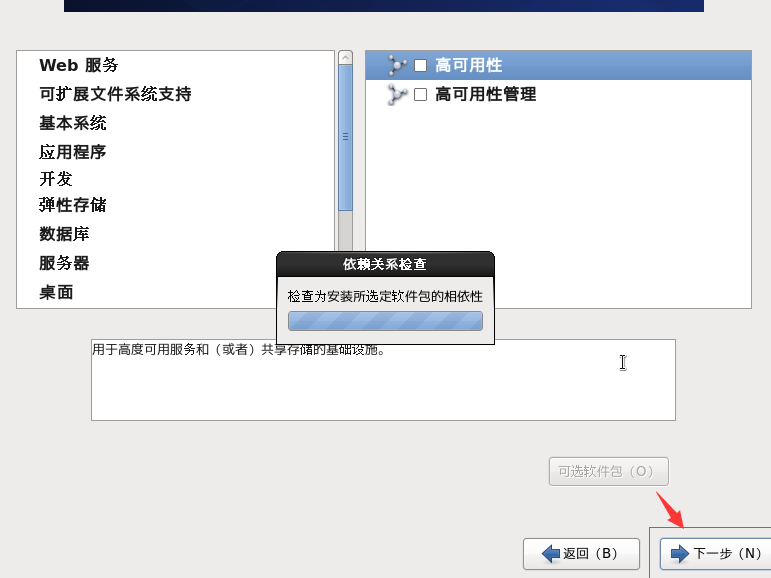 Web 服务
可扩展文件系统支持
基本系统
应用程序
开发
弹性存储
数据库
服务器
桌面
高可用性
高可用性管理
依赖关系检查
检查为安装所选定软件包的相依性
用于高度可用服务和（或者）共享存储的基础设施。
可选软件包（O）
返回（B）
下一步（N）